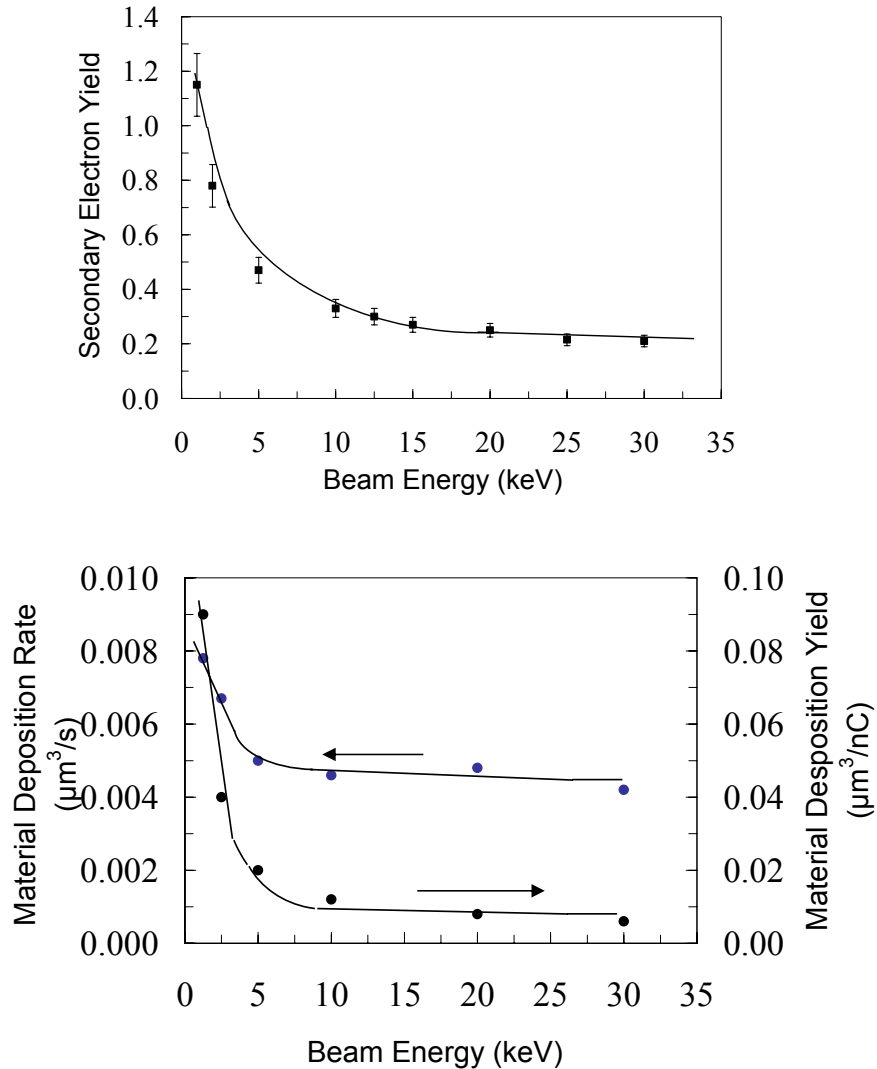 Secondary Electron Yield
1.4
1.2
1.0
0.8
0.6
0.4
0.2
0.0
0 5 10 15 20 25 30 35
Beam Energy (keV)
Material Deposition Rate
(µm³/s)
0.010
0.008
0.006
0.004
0.002
0.000
0.10
0.08
0.06
0.04
0.02
0.00
Material Desposition Yield
(µm³/nC)
0 5 10 15 20 25 30 35
Beam Energy (keV)